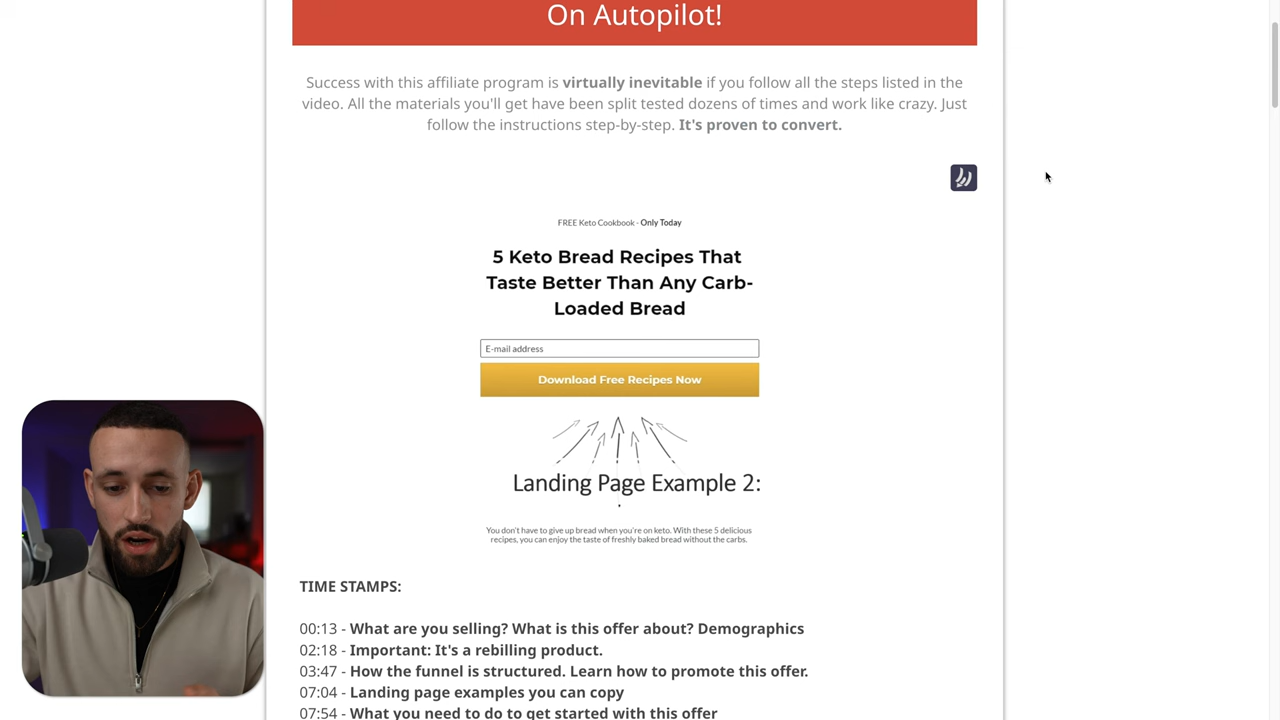 On Autopilot!
Success with this affiliate program is virtually inevitable if you follow all the steps listed in the
video. All the materials you'll get have been split tested dozens of times and work like crazy. Just
follow the instructions step-by-step. It's proven to convert.
FREE Keto Cookbook - Only Today
5 Keto Bread Recipes That
Taste Better Than Any Carb-
Loaded Bread
E-mail address
Download Free Recipes Now
Landing Page Example 2:
You don't have to give up bread when you're on keto. With these 5 delicious
recipes, you can enjoy the taste of freshly baked bread without the carbs.
TIME STAMPS:
00:13 - What are you selling? What is this offer about? Demographics
02:18 - Important: It's a rebilling product.
03:47 - How the funnel is structured. Learn how to promote this offer.
07:04 - Landing page examples you can copy
07:54 - What you need to do to get started with this offer